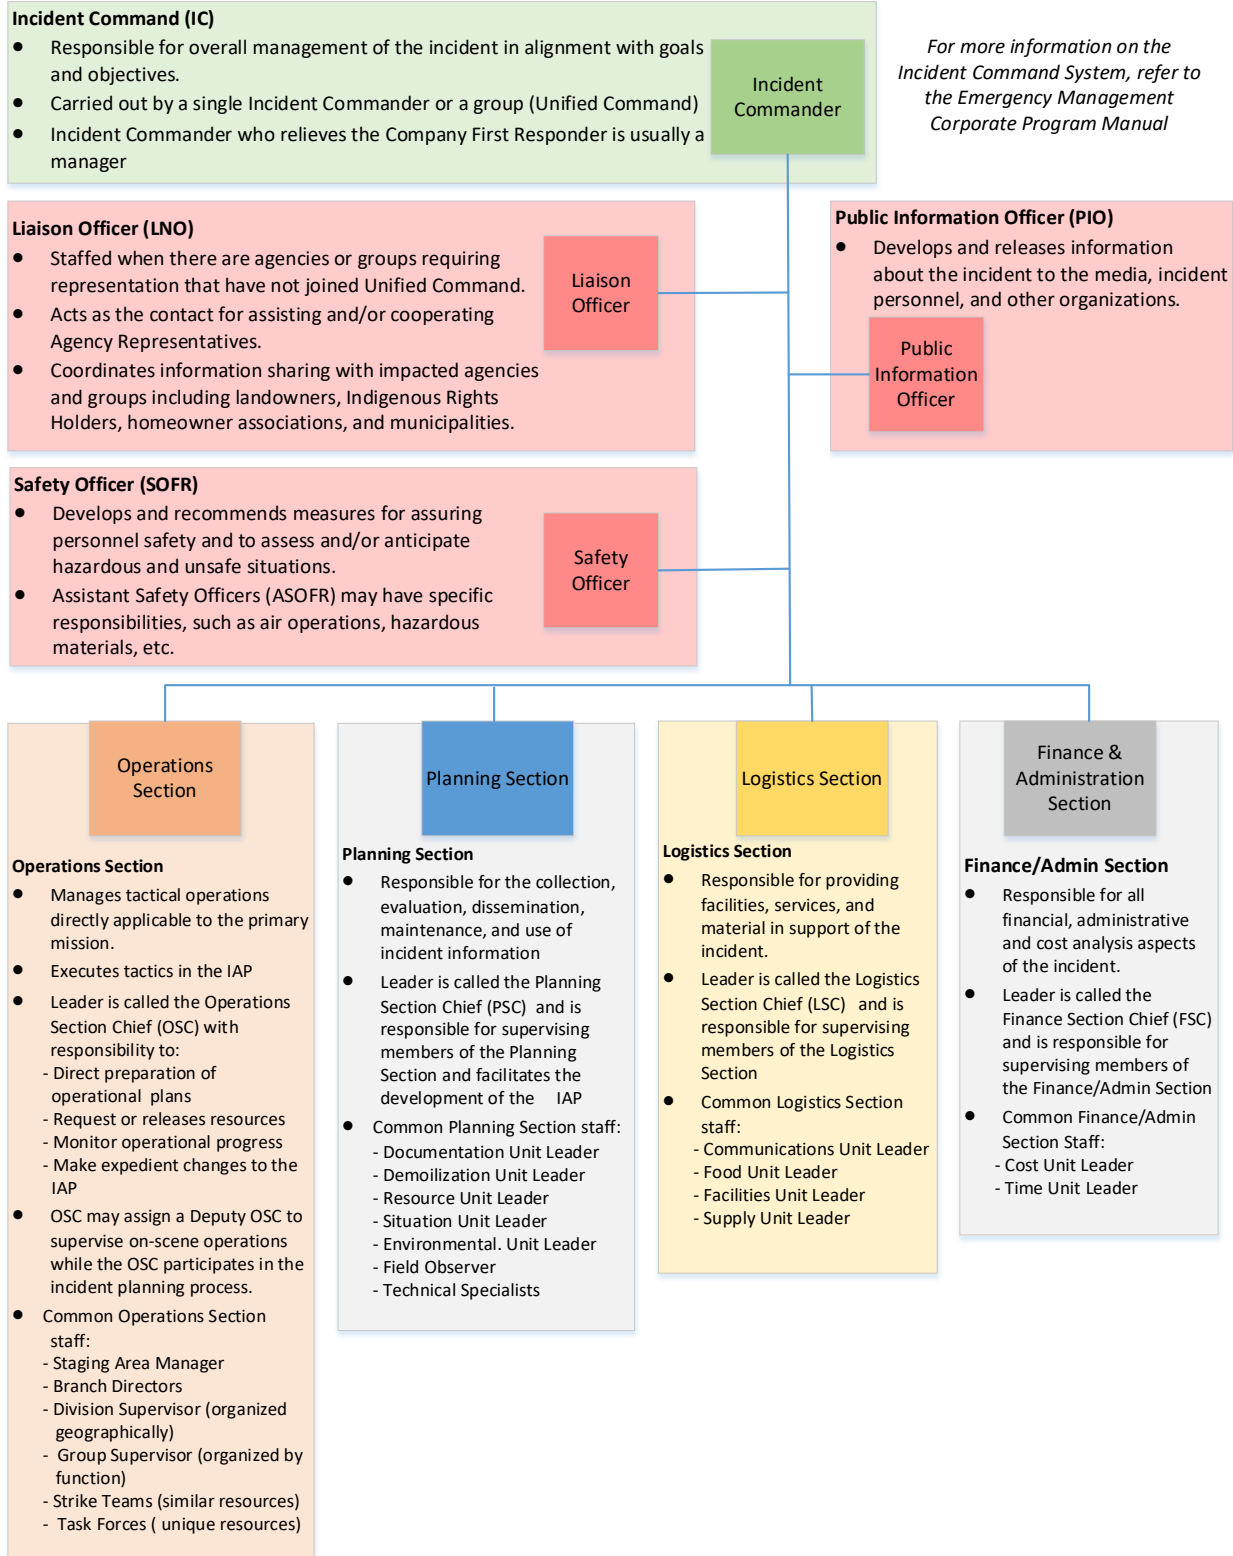 Incident Command (IC)
● Responsible for overall management of the incident in alignment with goals
and objectives.
● Carried out by a single Incident Commander or a group (Unified Command)
● Incident Commander who relieves the Company First Responder is usually a
manager
Incident
Commander
For more information on the
Incident Command System, refer to
the Emergency Management
Corporate Program Manual
Liaison Officer (LNO)
● Staffed when there are agencies or groups requiring
representation that have not joined Unified Command.
● Acts as the contact for assisting and/or cooperating
Agency Representatives.
● Coordinates information sharing with impacted agencies
and groups including landowners, Indigenous Rights
Holders, homeowner associations, and municipalities.
Liaison
Officer
Public Information Officer (PIO)
● Develops and releases information
about the incident to the media, incident
personnel, and other organizations.
Public
Information
Officer
Safety Officer (SOFR)
● Develops and recommends measures for assuring
personnel safety and to assess and/or anticipate
hazardous and unsafe situations.
● Assistant Safety Officers (ASOFR) may have specific
responsibilities, such as air operations, hazardous
materials, etc.
Safety
Officer
Operations
Section
Operations Section
● Manages tactical operations
directly applicable to the primary
mission.
● Executes tactics in the IAP
● Leader is called the Operations
Section Chief (OSC) with
responsibility to:
- Direct preparation of
operational plans
- Request or releases resources
- Monitor operational progress
- Make expedient changes to the
IAP
● OSC may assign a Deputy OSC to
supervise on-scene operations
while the OSC participates in the
incident planning process.
● Common Operations Section
staff:
- Staging Area Manager
- Branch Directors
- Division Supervisor (organized
geographically)
- Group Supervisor (organized by
function)
- Strike Teams (similar resources)
- Task Forces ( unique resources)
Planning Section
Planning Section
● Responsible for the collection,
evaluation, dissemination,
maintenance, and use of
incident information
● Leader is called the Planning
Section Chief (PSC) and is
responsible for supervising
members of the Planning
Section and facilitates the
development of the IAP
● Common Planning Section staff:
- Documentation Unit Leader
- Demoilization Unit Leader
- Resource Unit Leader
- Situation Unit Leader
- Environmental. Unit Leader
- Field Observer
- Technical Specialists
Logistics Section
Logistics Section
● Responsible for providing
facilities, services, and
material in support of the
incident.
● Leader is called the Logistics
Section Chief (LSC) and is
responsible for supervising
members of the Logistics
Section
● Common Logistics Section
staff:
- Communications Unit Leader
- Food Unit Leader
- Facilities Unit Leader
- Supply Unit Leader
Finance &
Administration
Section
Finance/Admin Section
● Responsible for all
financial, administrative
and cost analysis aspects
of the incident.
● Leader is called the
Finance Section Chief (FSC)
and is responsible for
supervising members of
the Finance/Admin Section
● Common Finance/Admin
Section Staff:
- Cost Unit Leader
- Time Unit Leader